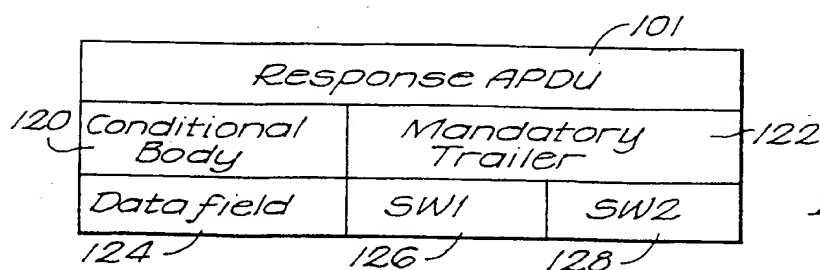 101
Response APDU
120 Conditional Body Mandatory Trailer 122
Data field SW1 SW2
124 126 128